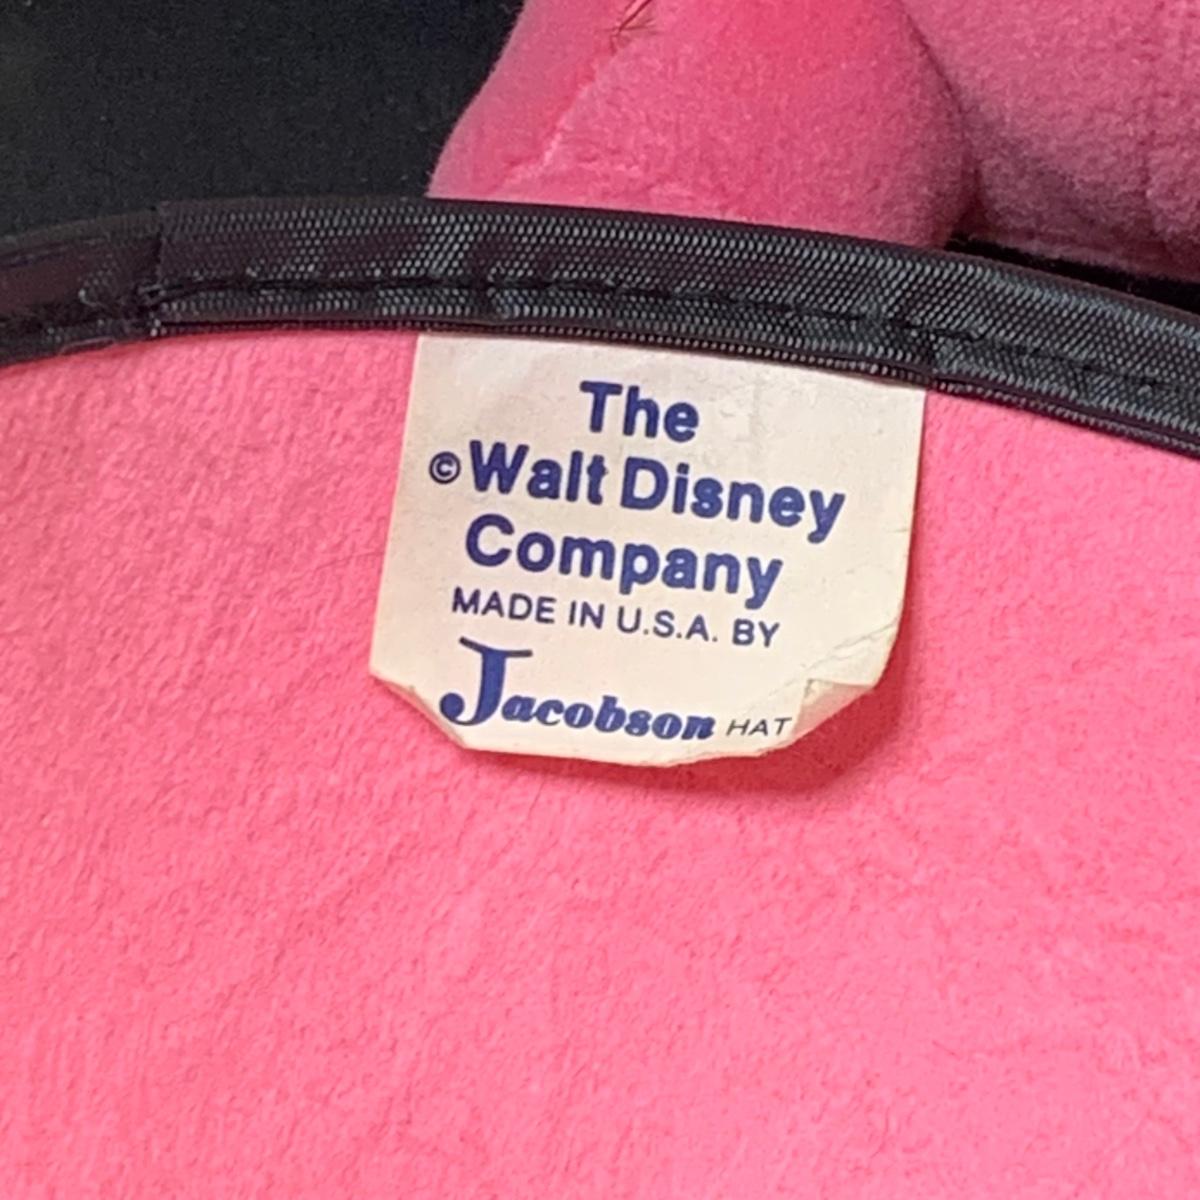 The
©Walt Disney
Company
MADE IN U.S.A. BY
Jacobson HAT